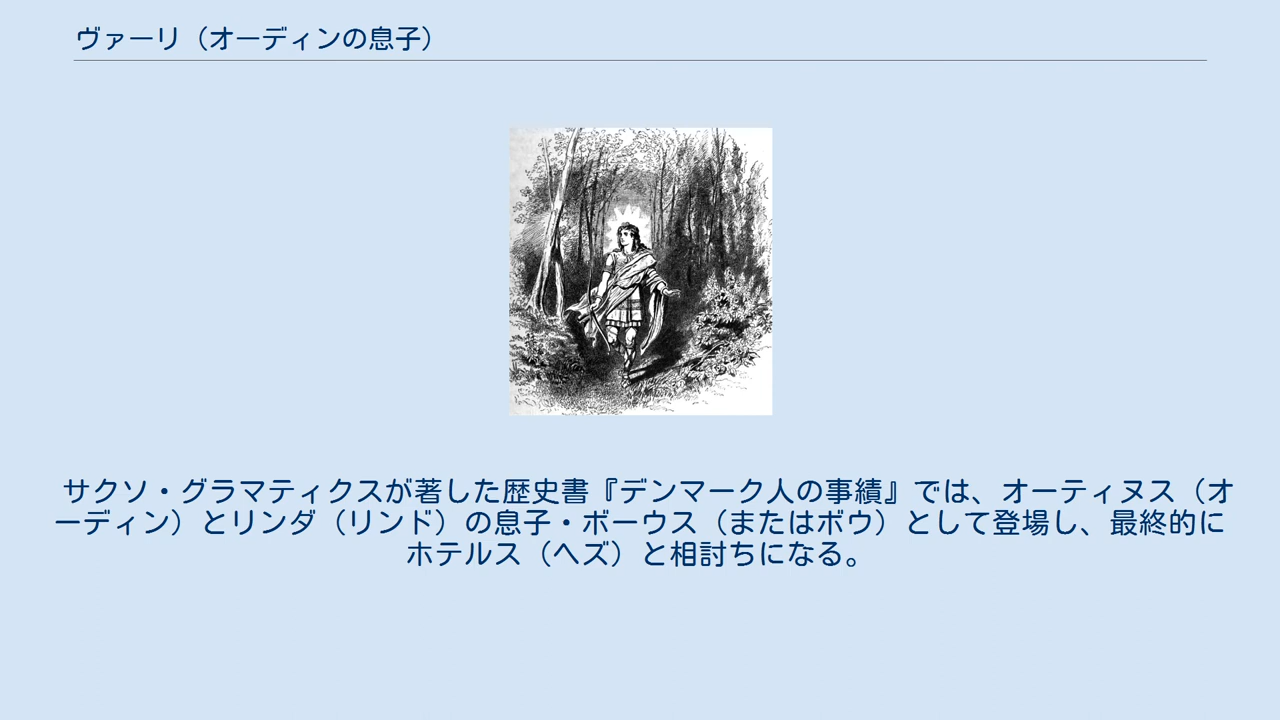 ヴァーリ（オーディンの息子）
サクソ・グラマティクスが著した歴史書『デンマーク人の事績』では、オーティヌス（オ
ーディン）とリンダ（リンド）の息子・ボーウス（またはボウ）として登場し、最終的に
ホテルス（ヘズ）と相討ちになる。